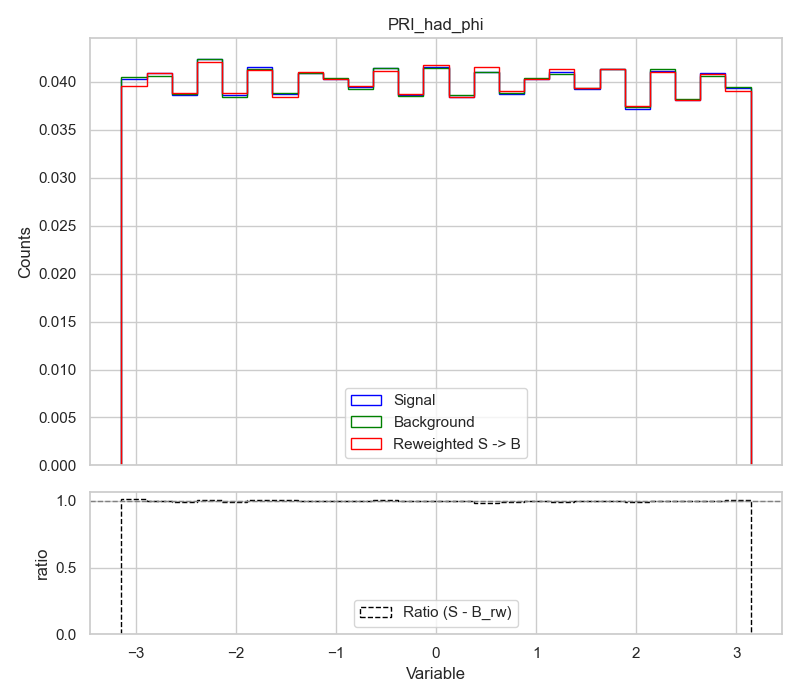 PRI_had_phi
Counts
0.040
0.035
0.030
0.025
0.020
0.015
0.010
0.005
0.000
Signal
Background
Reweighted S -> B
ratio
1.0
0.5
0.0
Ratio (S - B_rw)
−3 −2 −1 0 1 2 3
Variable